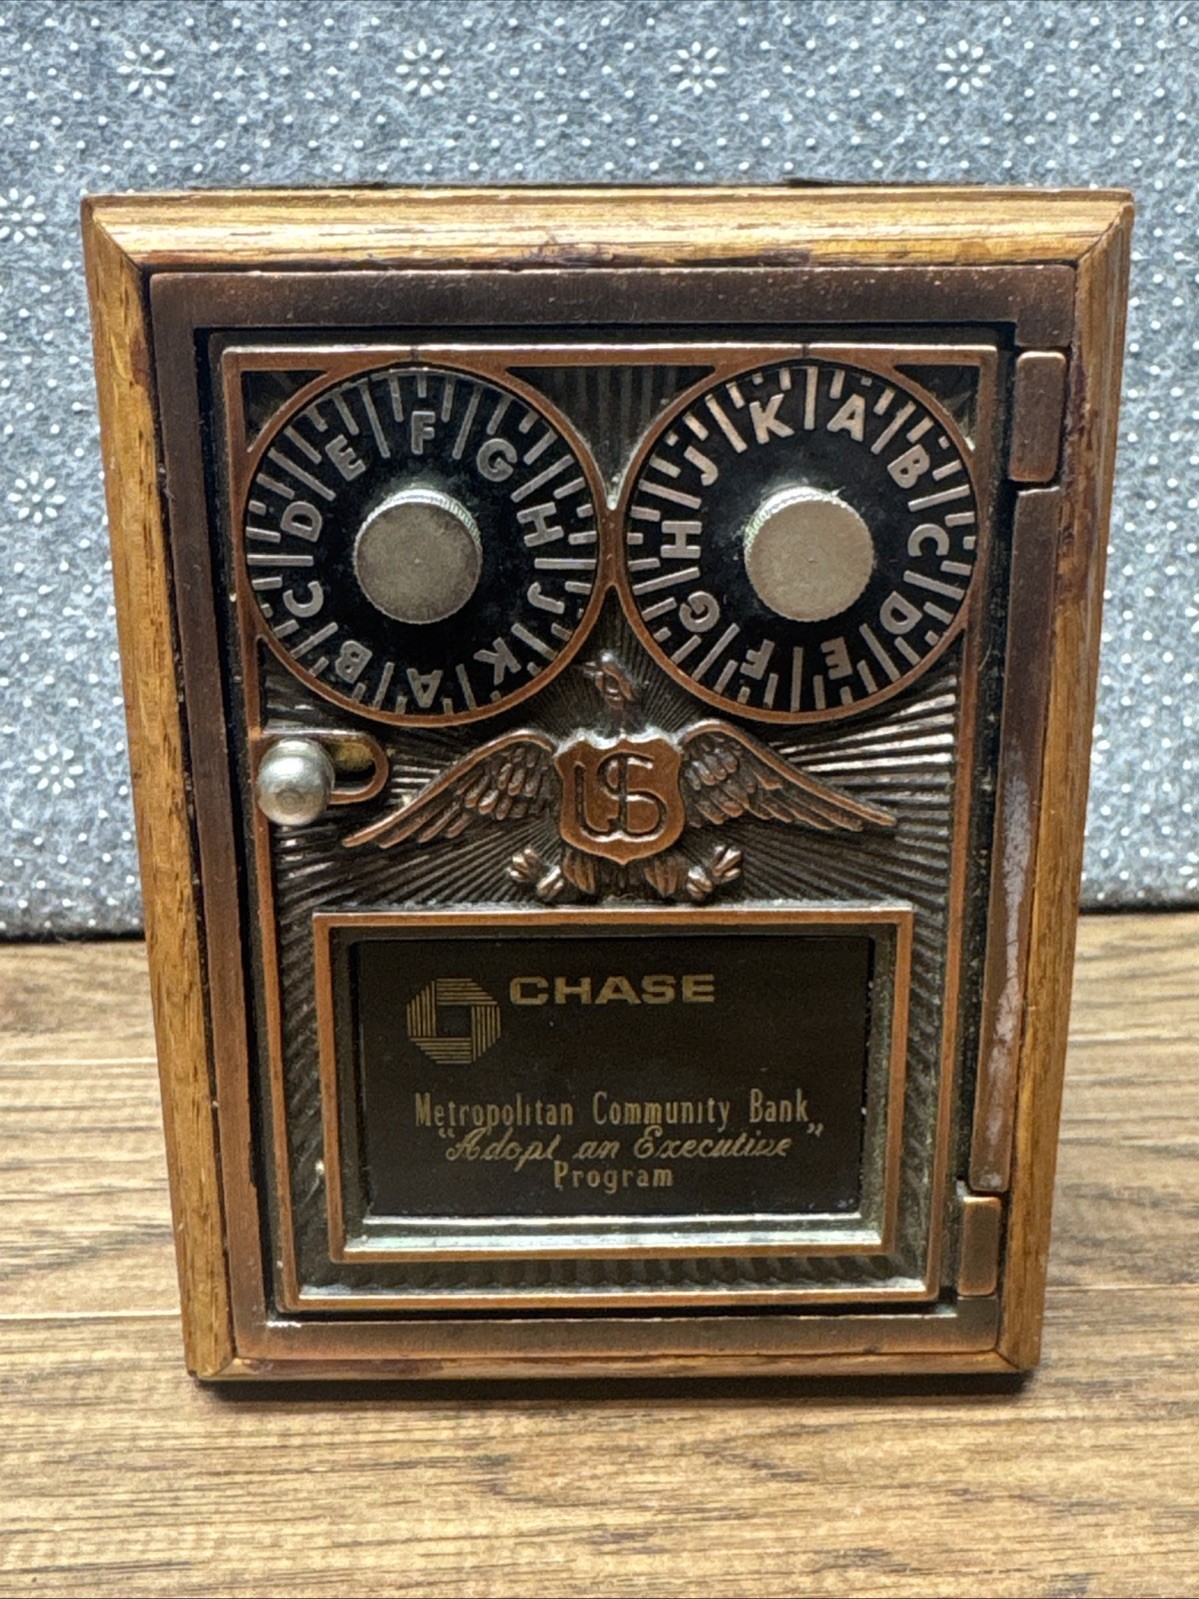 A B C D E F G H J K
A B C D E F G H J K
US
CHASE
Metropolitan Community Bank
"Adopt an Executive"
Program